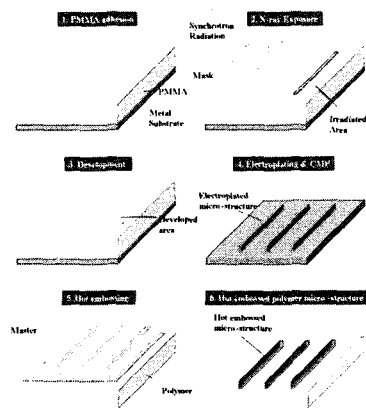 1. PMMA adhesion
PMMA
Metal
Substrate
2. X-ray Exposure
Synchrotron
Radiation
Mask
Irradiated
Area
3. Development
Developed
area
4. Electroplating & CMP
Electroplated
micro-structure
5. Hot embossing
Master
Polymer
6. Hot embossed polymer micro-structure
Hot embossed
micro-structure